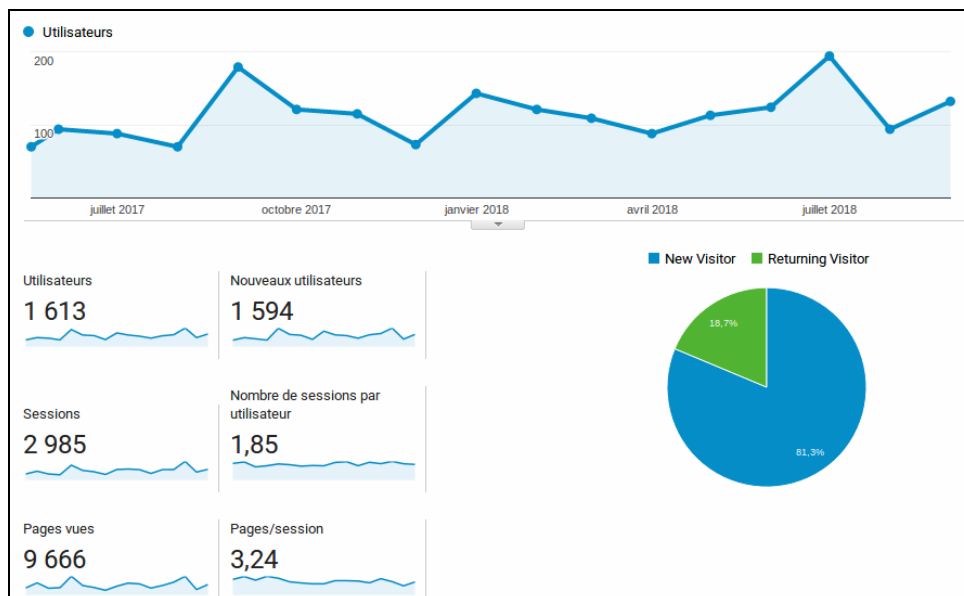 Utilisateurs
200
100
juillet 2017
octobre 2017
janvier 2018
avril 2018
juillet 2018
New Visitor
Returning Visitor
Utilisateurs
1 613
Nouveaux utilisateurs
1 594
18,7%
81,3%
Sessions
2 985
Nombre de sessions par
utilisateur
1,85
Pages vues
9 666
Pages/session
3,24